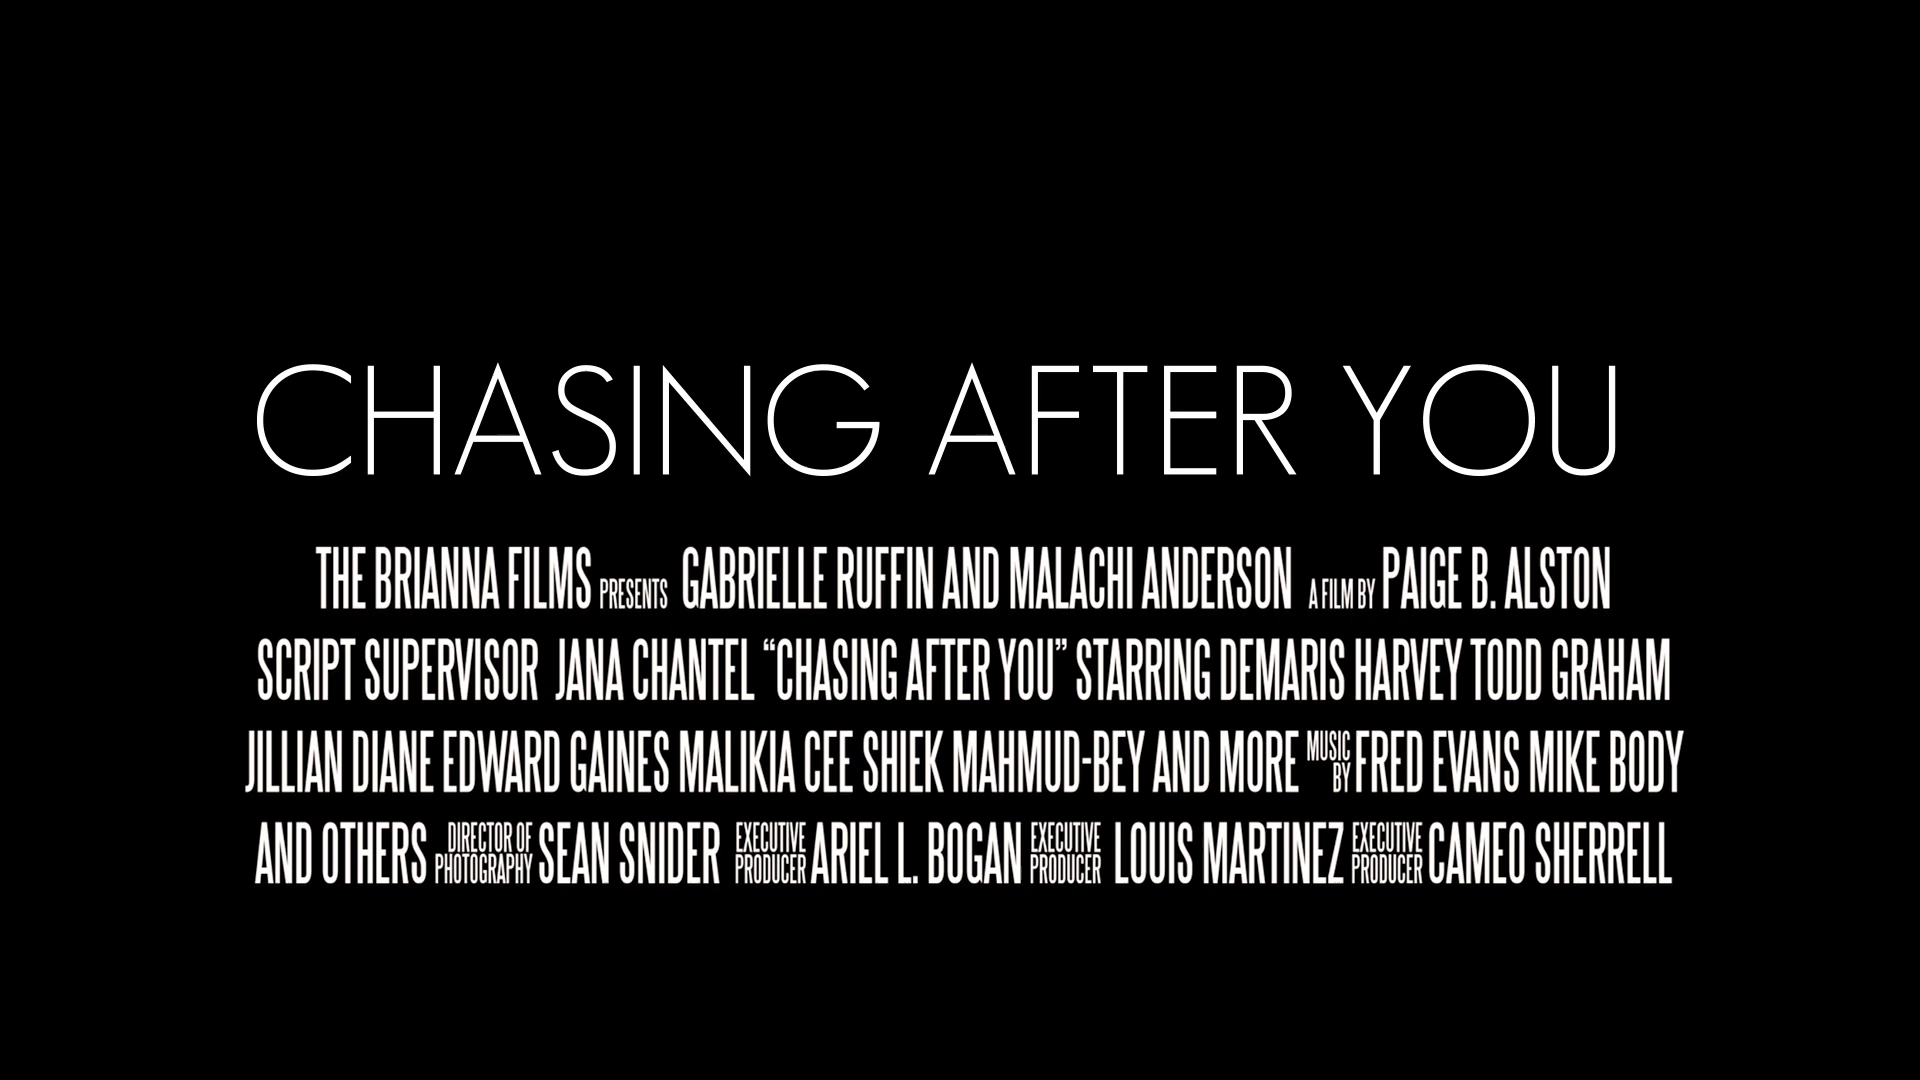 CHASING AFTER YOU
THE BRIANNA FILMS PRESENTS GABRIELLE RUFFIN AND MALACHI ANDERSON A FILM BY PAIGE B. ALSTON
SCRIPT SUPERVISOR JANA CHANTEL “CHASING AFTER YOU” STARRING DEMARIS HARVEY TODD GRAHAM
JILLIAN DIANE EDWARD GAINES MALIKIA CEE SHIEK MAHMUD-BEY AND MORE MUSIC BY FRED EVANS MIKE BODY
AND OTHERS DIRECTOR OF PHOTOGRAPHY SEAN SNIDER EXECUTIVE PRODUCER ARIEL L. BOGAN EXECUTIVE PRODUCER LOUIS MARTINEZ EXECUTIVE PRODUCER CAMEO SHERRELL